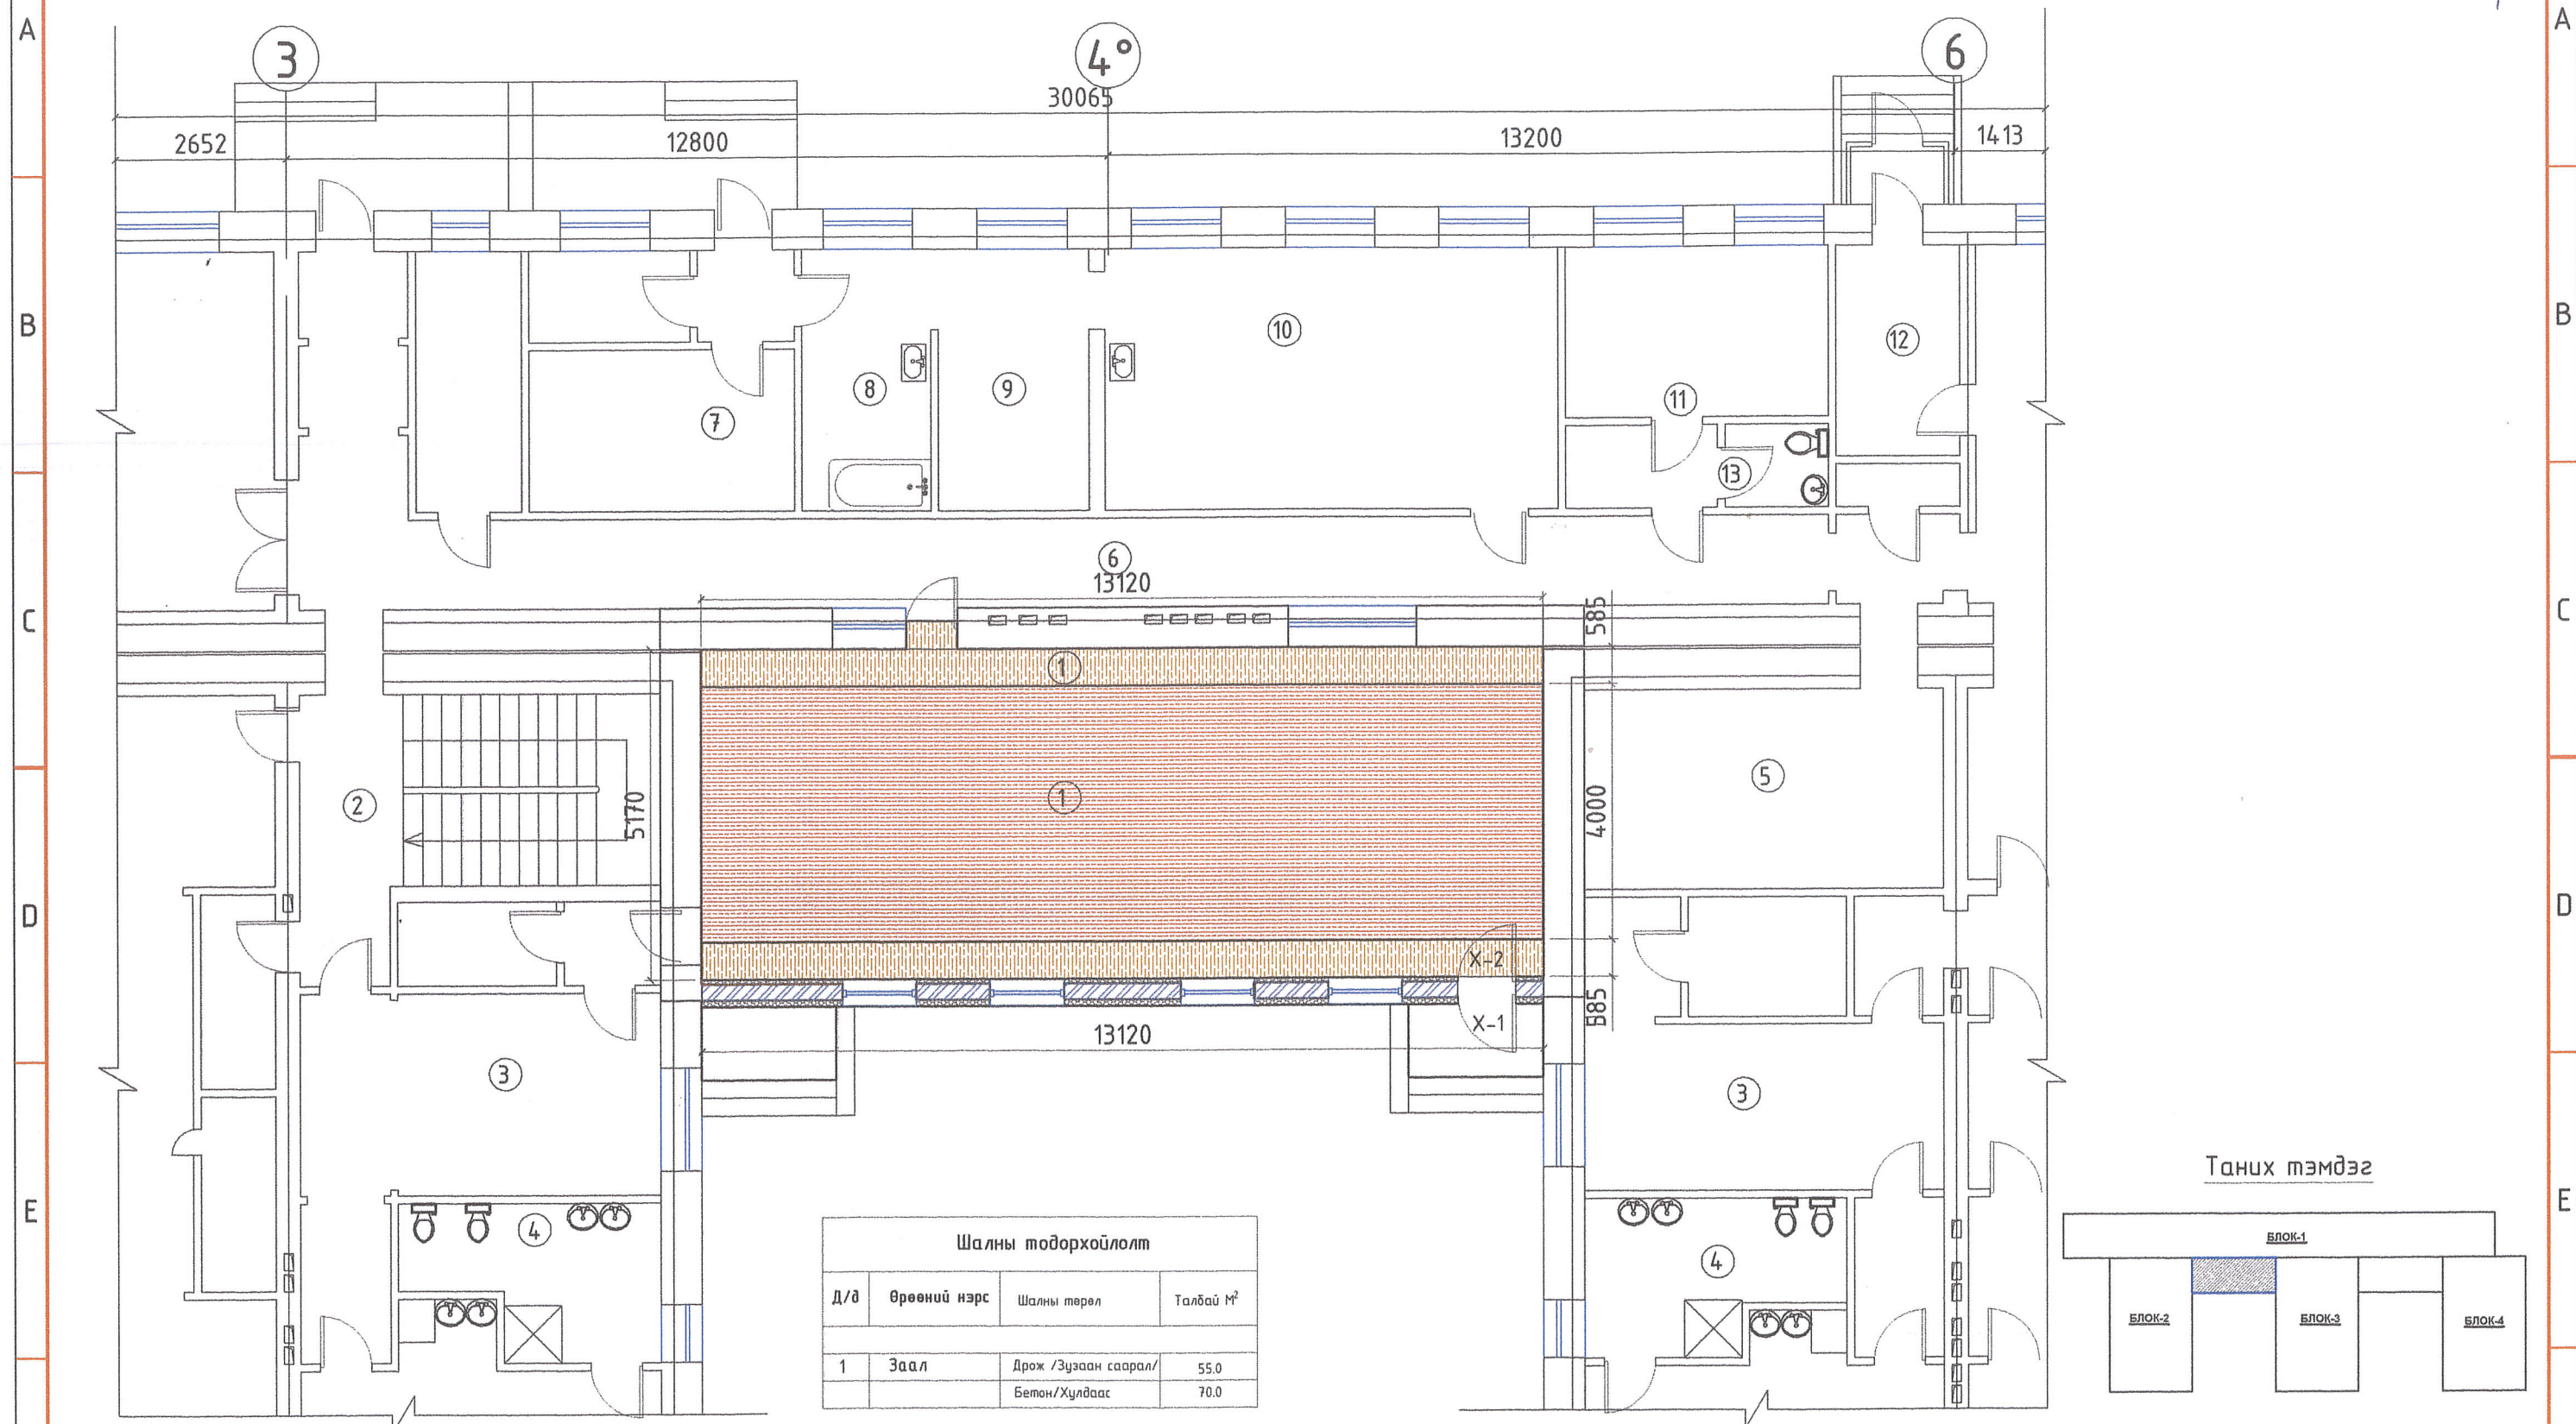 A
A
3
4°
6
30065
2652
12800
13200
1413
B
B
10
12
8
9
11
7
13
6
13120
C
C
585
1
5
1
2
5170
4000
D
D
X-2
585
X-1
13120
3
3
Таних тэмдэг
E
E
4
4
БЛОК-1
БЛОК-2
БЛОК-3
БЛОК-4
Шалны тодорхойлолт
Д/д Өрөөний нэрс Шалны төрөл Талбай М²
1 Заал Дрож /Зузаан саарал/ 55.0
Бетон/Хулдаас 70.0